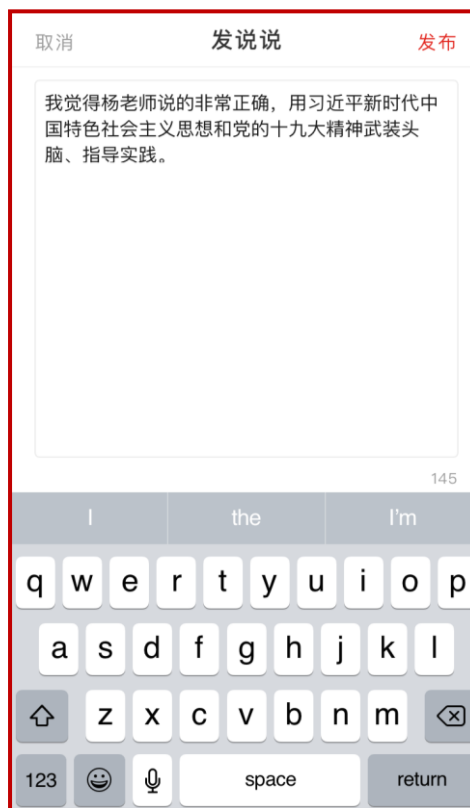 取消 发说说 发布
我觉得杨老师说的非常正确，用习近平新时代中
国特色社会主义思想和党的十九大精神武装头
脑、指导实践。
145
I the I'm
q w e r t y u i o p
a s d f g h j k l
z x c v b n m
123 space return